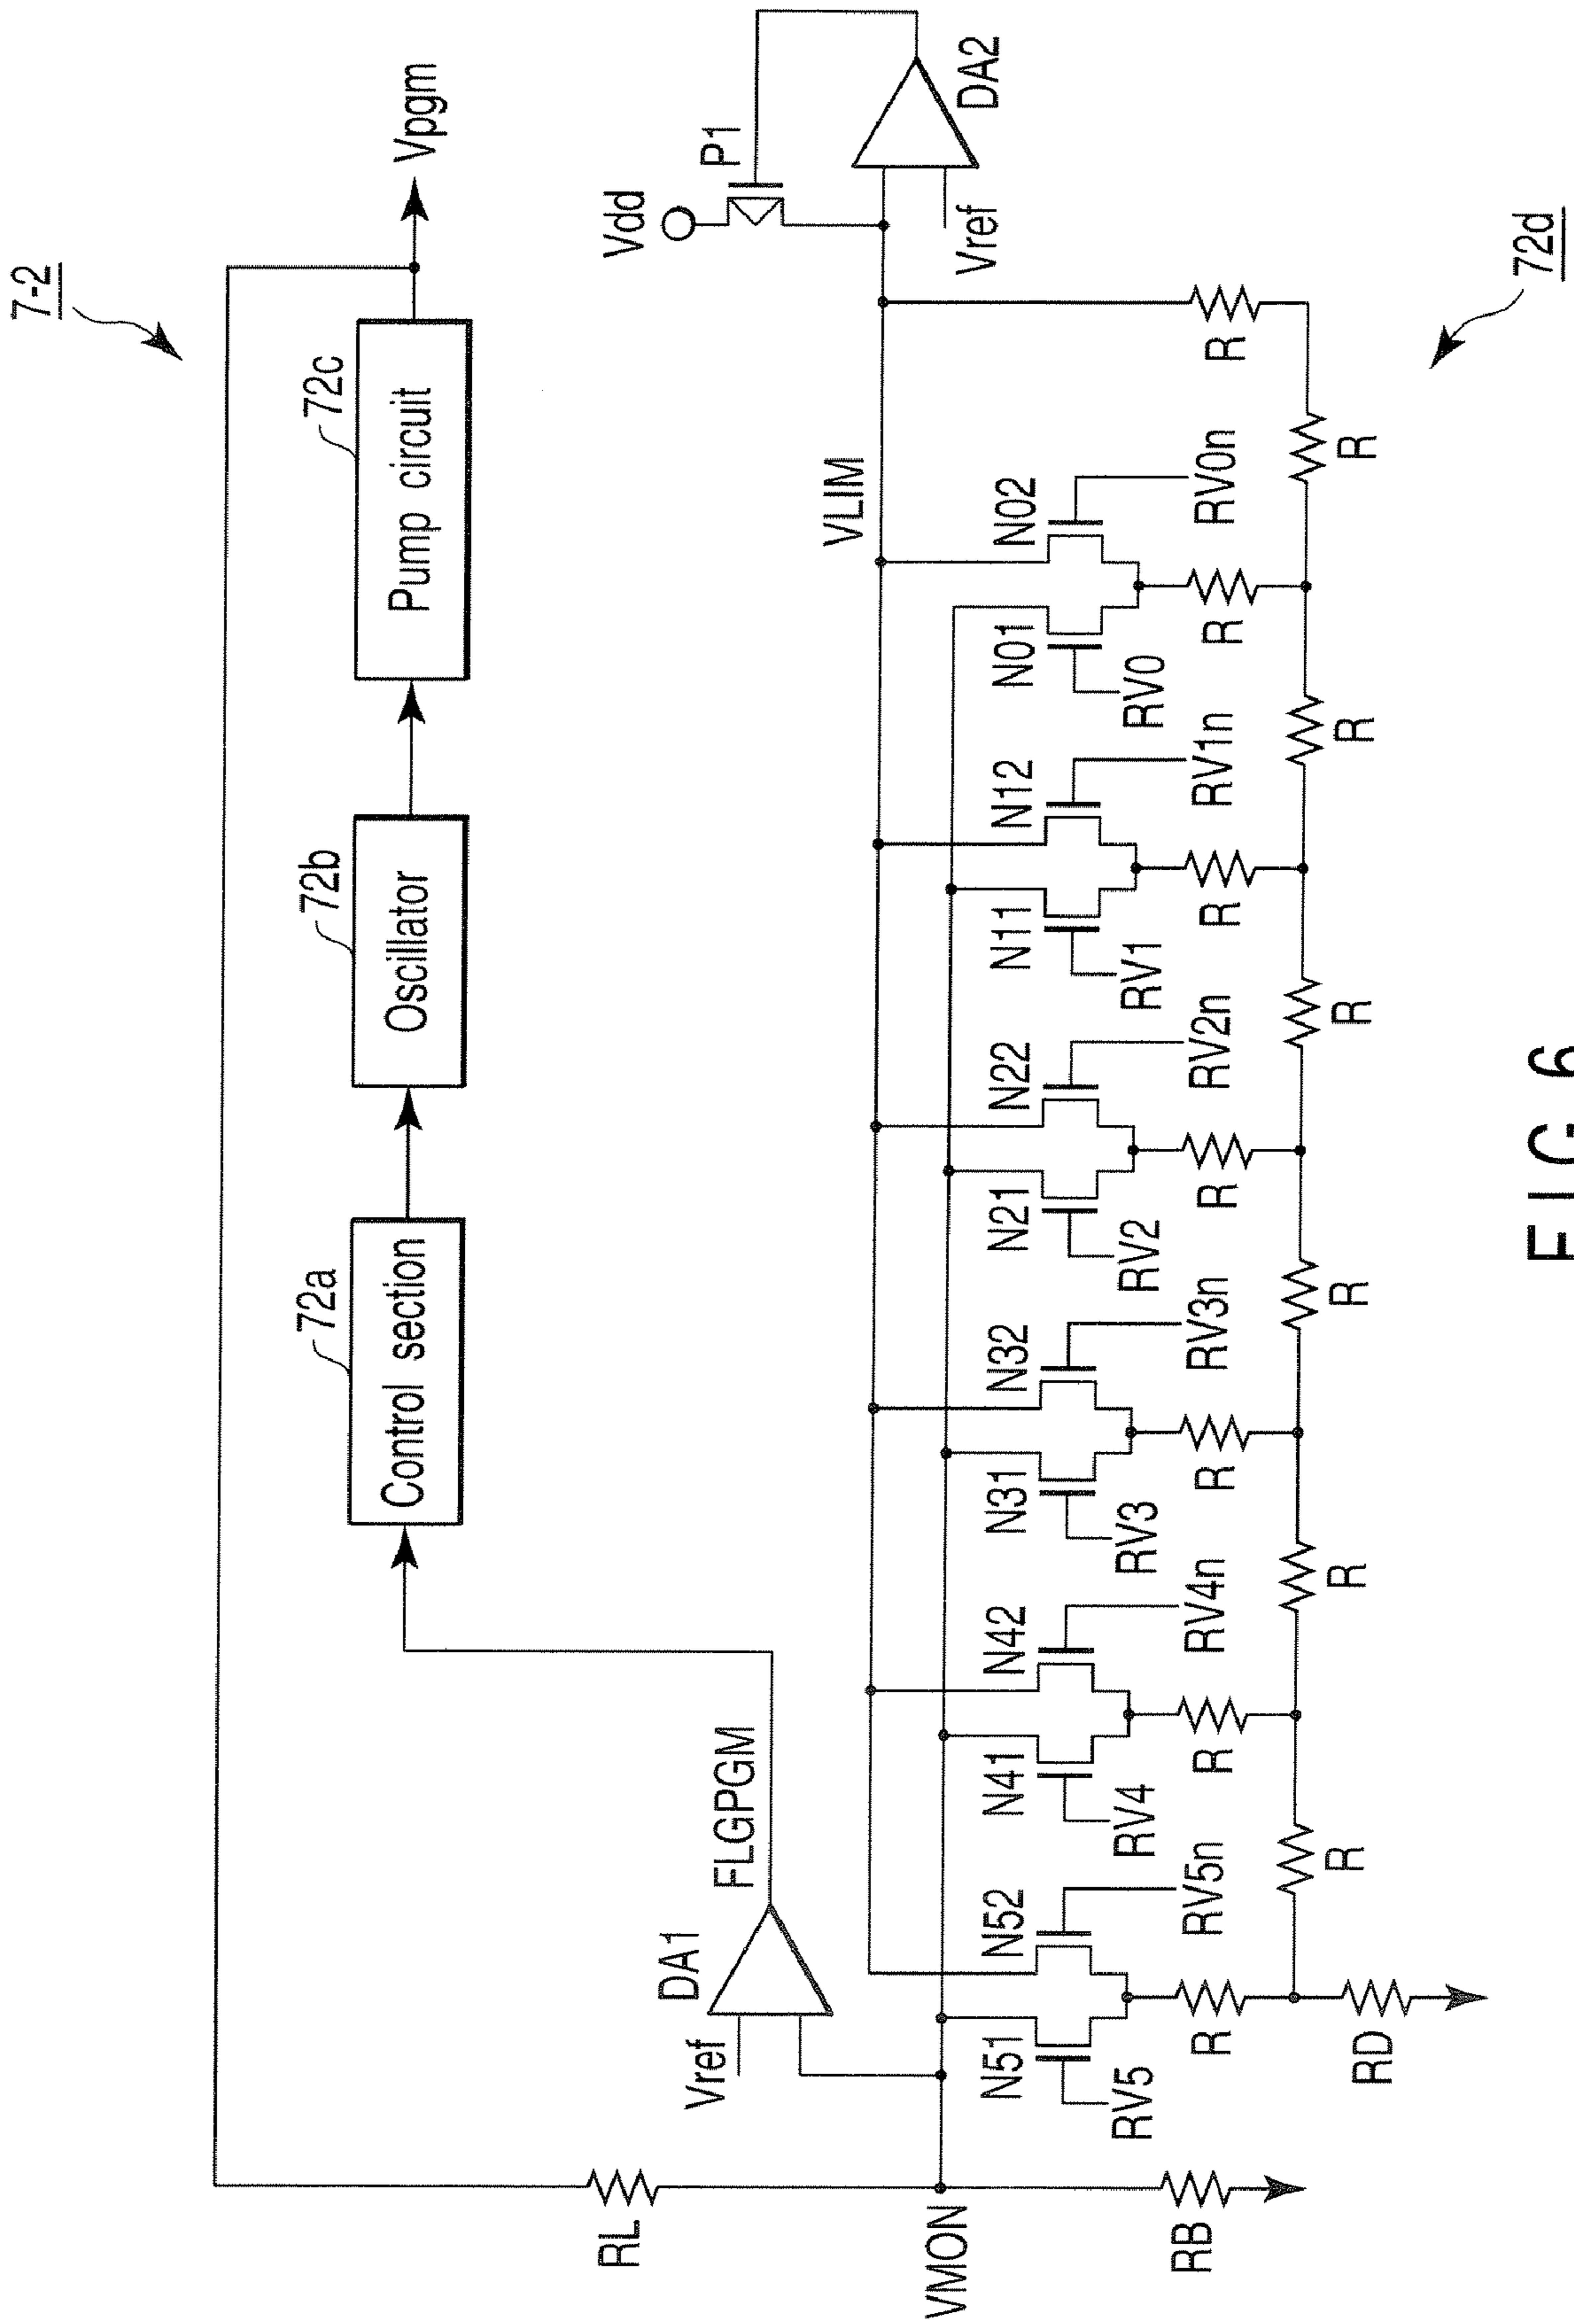 7-2
72a
Control section
72b
Oscillator
72c
Pump circuit
Vpgm
RL
Vref
DA1
FLGPGM
Vdd
P1
DA2
Vref
VLIM
VMON
RB
N51
N52
RV5
RV5n
N41
N42
RV4
RV4n
N31
N32
RV3
RV3n
N21
N22
RV2
RV2n
N11
N12
RV1
RV1n
N01
N02
RV0
RV0n
R
R
R
R
R
R
R
RD
R
R
R
R
R
R
72d
FIG 6